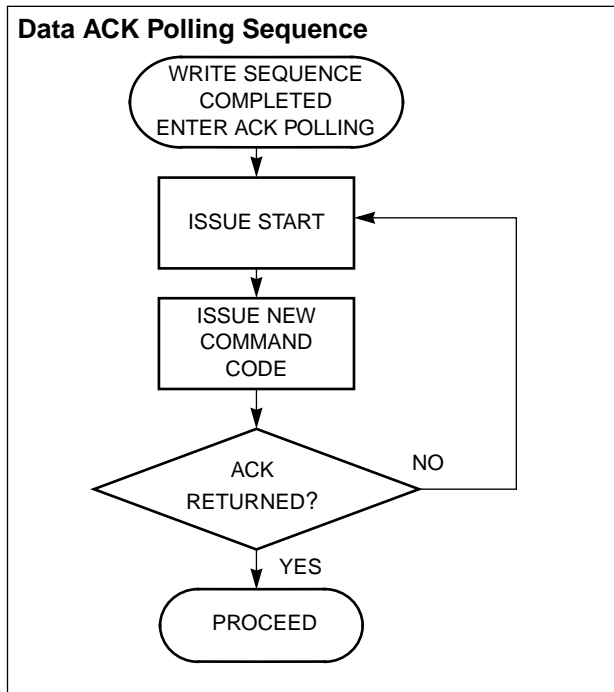 Data ACK Polling Sequence
WRITE SEQUENCE
COMPLETED
ENTER ACK POLLING
ISSUE START
ISSUE NEW
COMMAND
CODE
ACK
RETURNED?
NO
YES
PROCEED